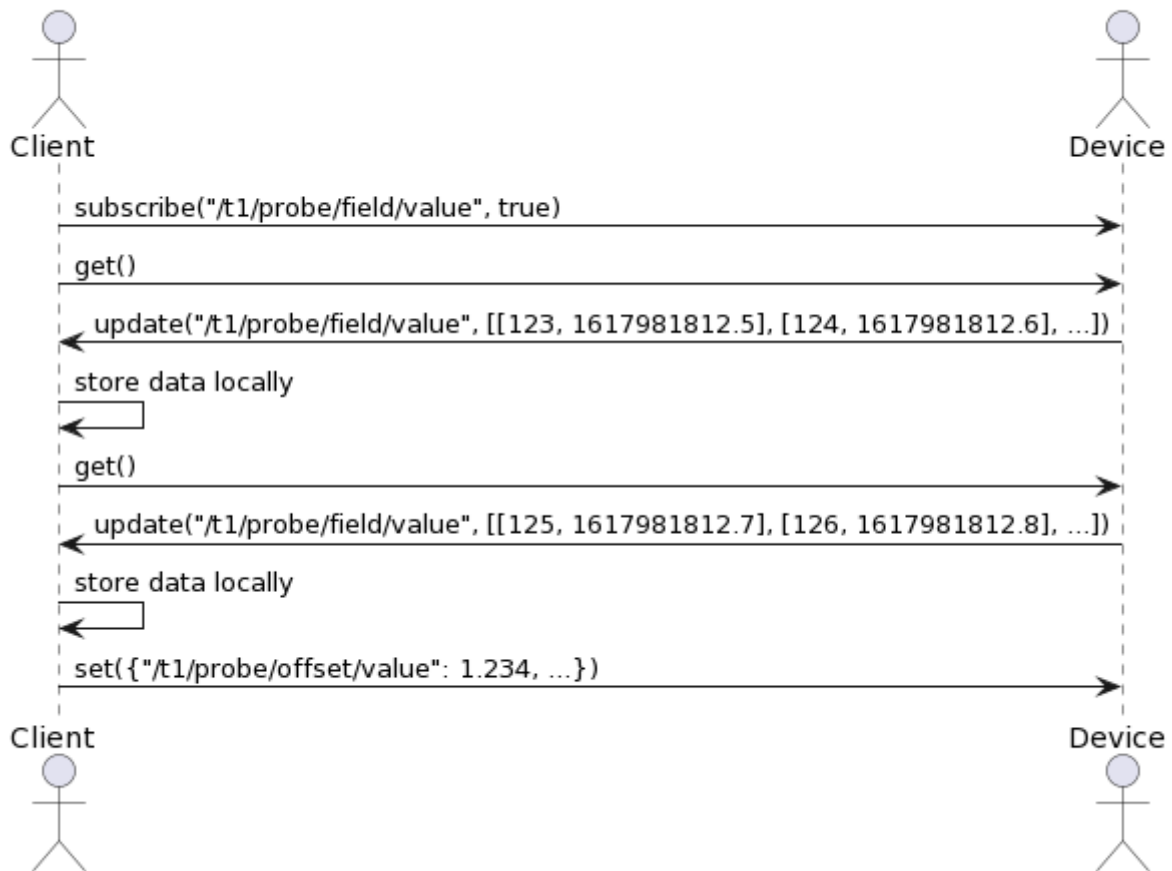 Client Device
subscribe("/t1/probe/field/value", true)
get()
update("/t1/probe/field/value", [[123, 1617981812.5], [124, 1617981812.6], ...])
store data locally
get()
update("/t1/probe/field/value", [[125, 1617981812.7], [126, 1617981812.8], ...])
store data locally
set({"/t1/probe/offset/value": 1.234, ...})
Client Device